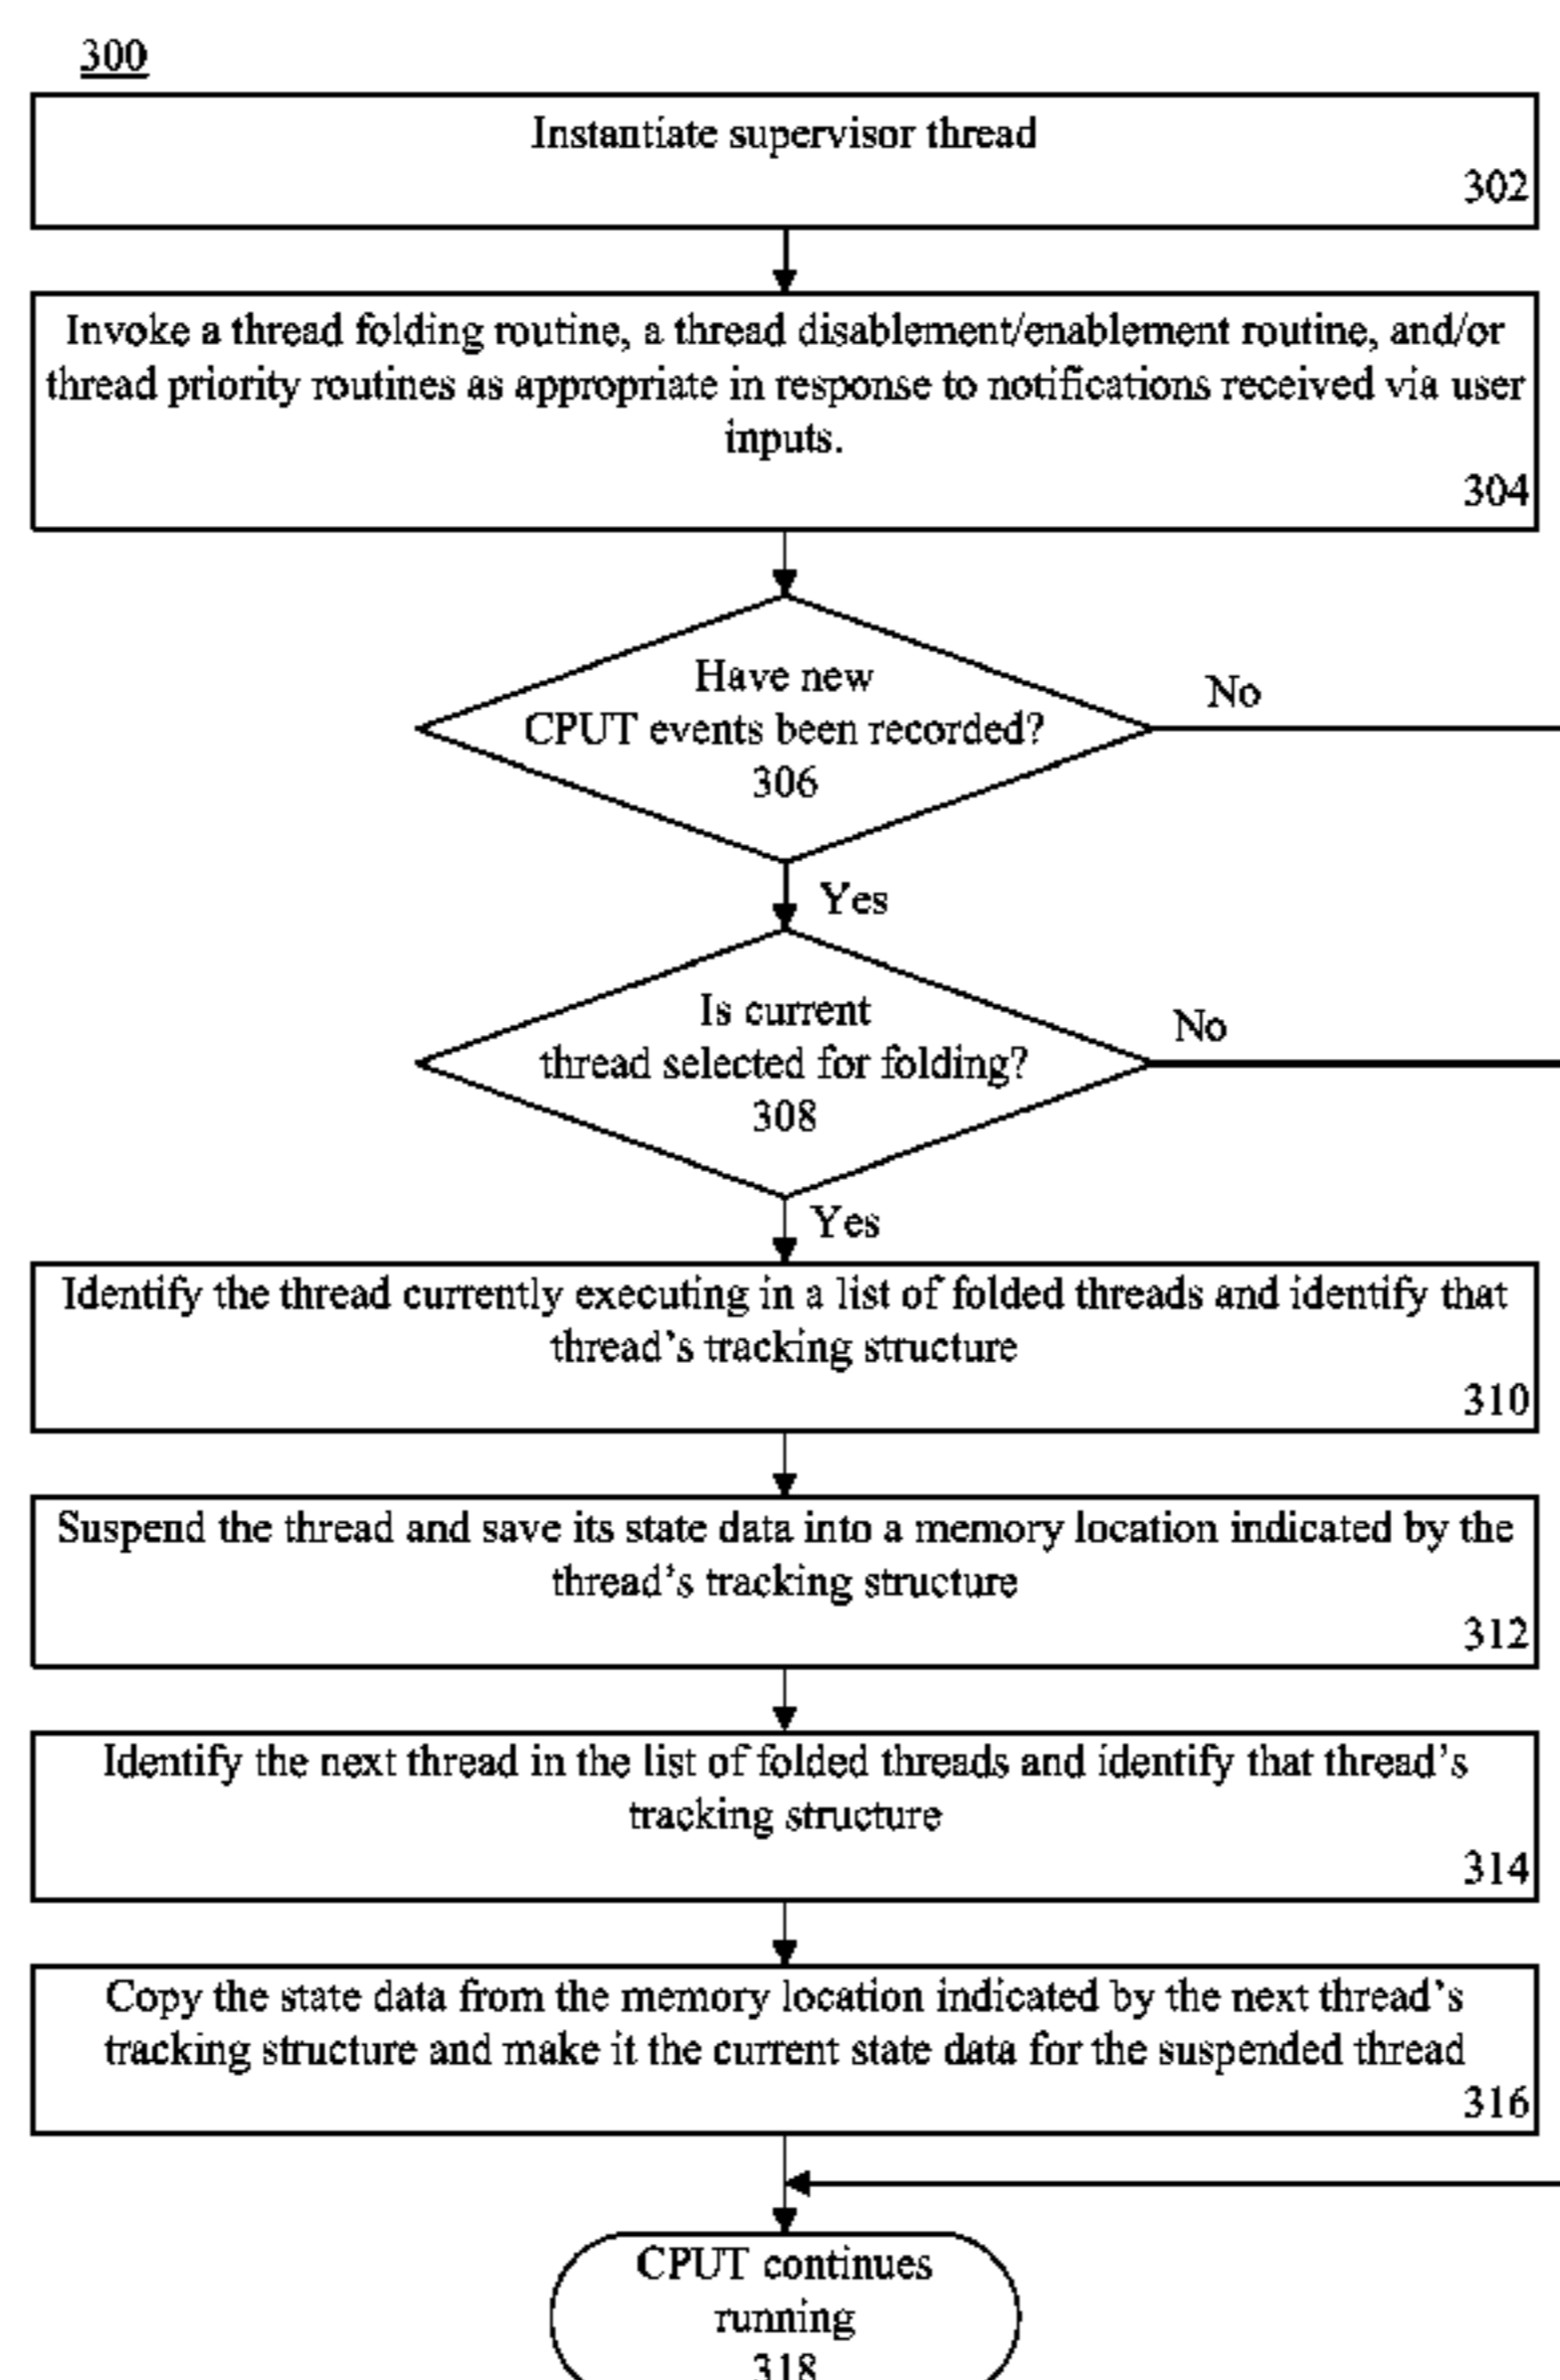 300
Instantiate supervisor thread
302
Invoke a thread folding routine, a thread disablement/enablement routine, and/or
thread priority routines as appropriate in response to notifications received via user
inputs.
304
Have new
CPUT events been recorded?
306
No
Yes
Is current
thread selected for folding?
308
No
Yes
Identify the thread currently executing in a list of folded threads and identify that
thread's tracking structure
310
Suspend the thread and save its state data into a memory location indicated by the
thread's tracking structure
312
Identify the next thread in the list of folded threads and identify that thread's
tracking structure
314
Copy the state data from the memory location indicated by the next thread's
tracking structure and make it the current state data for the suspended thread
316
CPUT continues
running
318